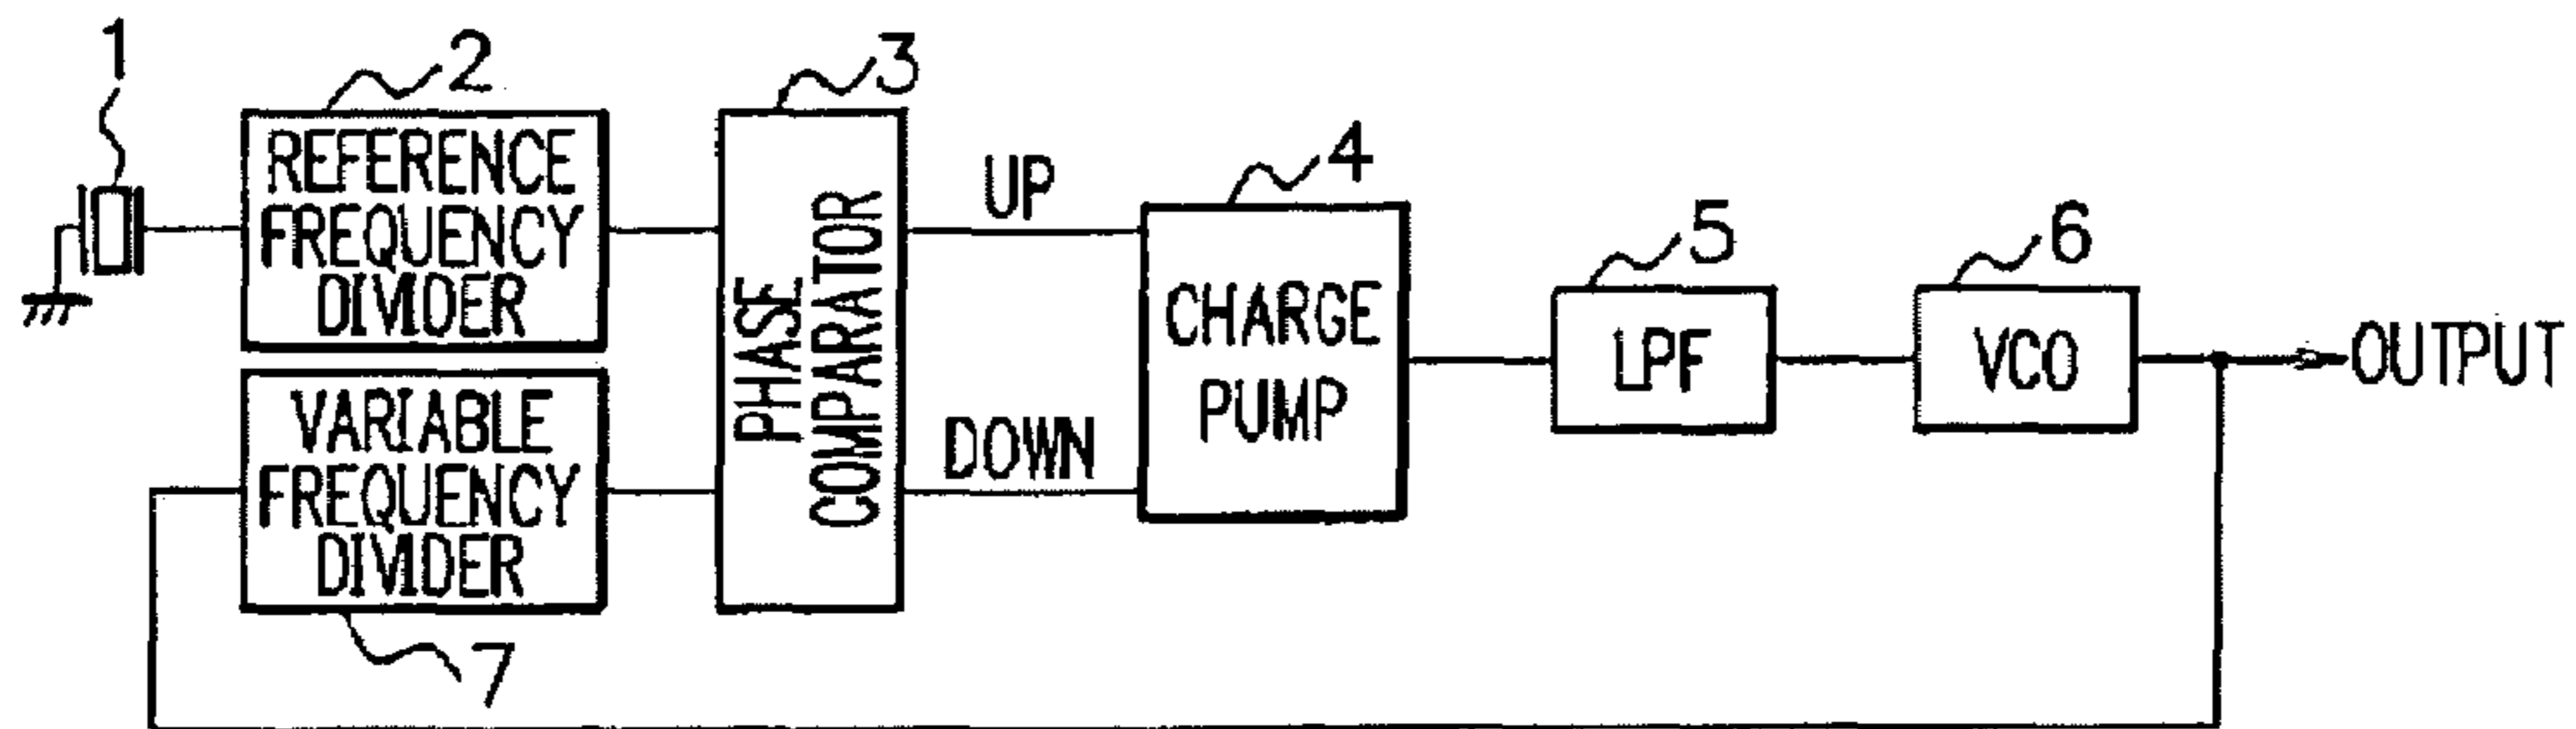 1
2
REFERENCE
FREQUENCY
DIVIDER
3
PHASE
COMPARATOR
UP
DOWN
4
CHARGE
PUMP
5
LPF
6
VCO
OUTPUT
VARIABLE
FREQUENCY
DIVIDER
7